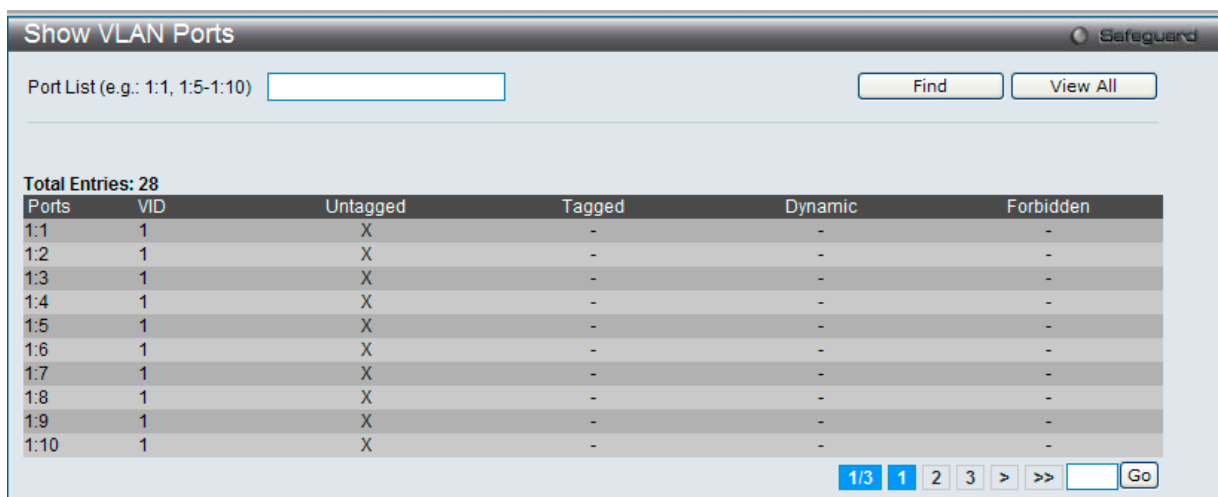 Show VLAN Ports Safeguard
Port List (e.g.: 1:1, 1:5-1:10) Find View All
Total Entries: 28
Ports VID Untagged Tagged Dynamic Forbidden
1:1 1 X - - -
1:2 1 X - - -
1:3 1 X - - -
1:4 1 X - - -
1:5 1 X - - -
1:6 1 X - - -
1:7 1 X - - -
1:8 1 X - - -
1:9 1 X - - -
1:10 1 X - - -
1/3 1 2 3 > >> Go